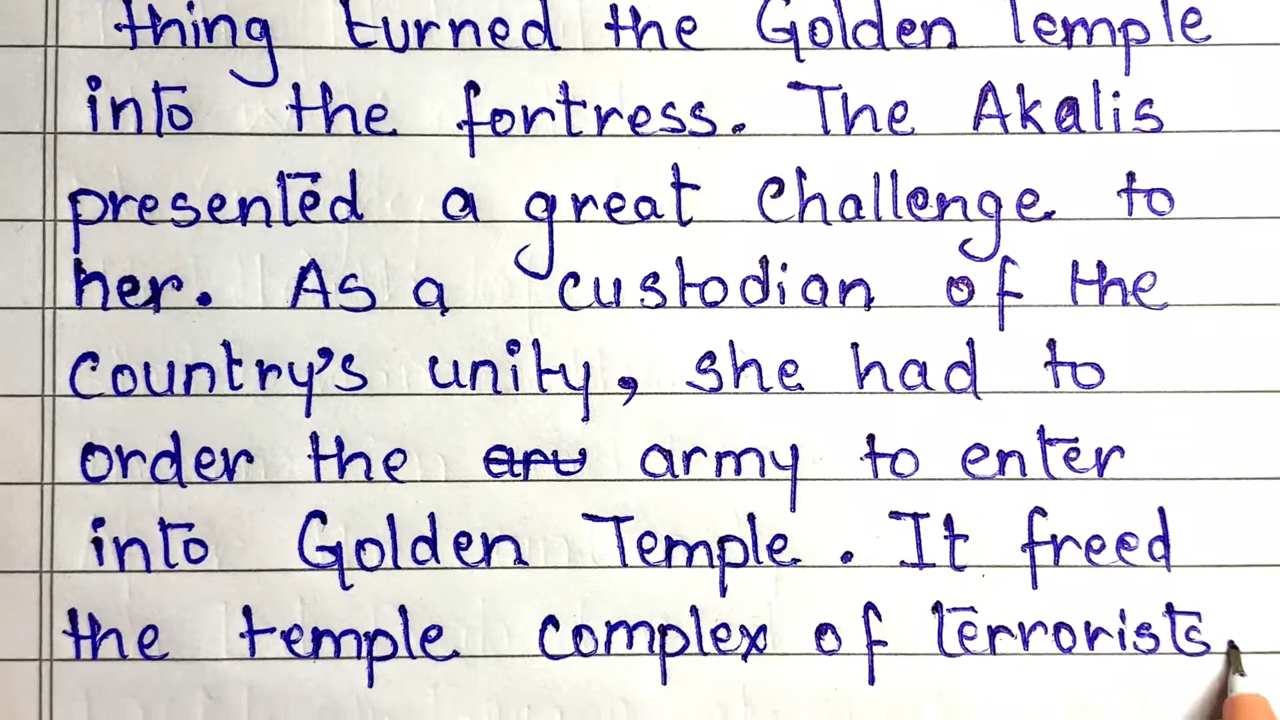 thing turned the Golden Temple
into the fortress. The Akalis
presented a great challenge to
her. As a custodian of the
country's unity, she had to
order the aru army to enter
into Golden Temple. It freed
the temple complex of terrorists.